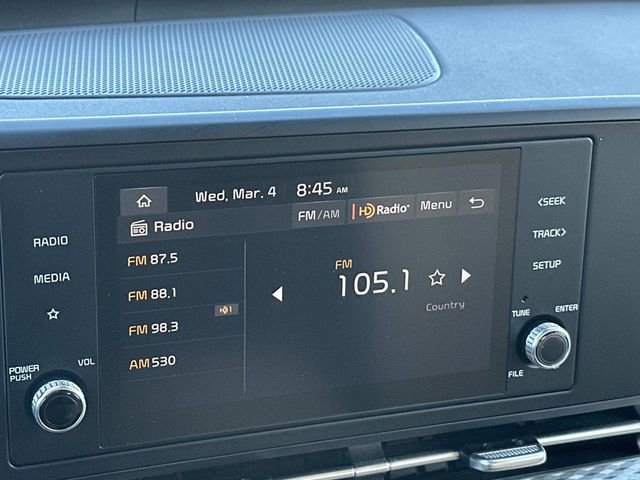 Wed, Mar. 4 8:45 AM
FM/AM HD Radio Menu
Radio
FM 87.5
FM 88.1
HD1
FM 98.3
AM 530
FM
105.1
Country
RADIO
MEDIA
POWER
PUSH
VOL
<SEEK
TRACK>
SETUP
TUNE
ENTER
FILE